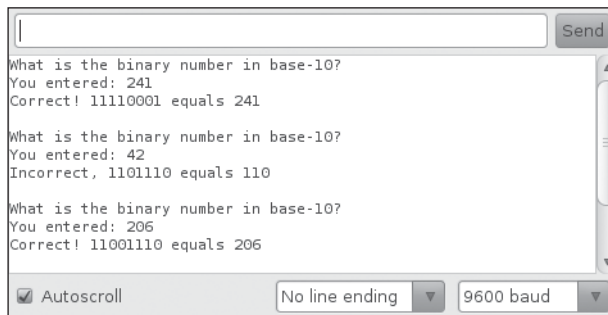 Send
What is the binary number in base-10?
You entered: 241
Correct! 11110001 equals 241
What is the binary number in base-10?
You entered: 42
Incorrect, 1101110 equals 110
What is the binary number in base-10?
You entered: 206
Correct! 11001110 equals 206
Autoscroll No line ending 9600 baud